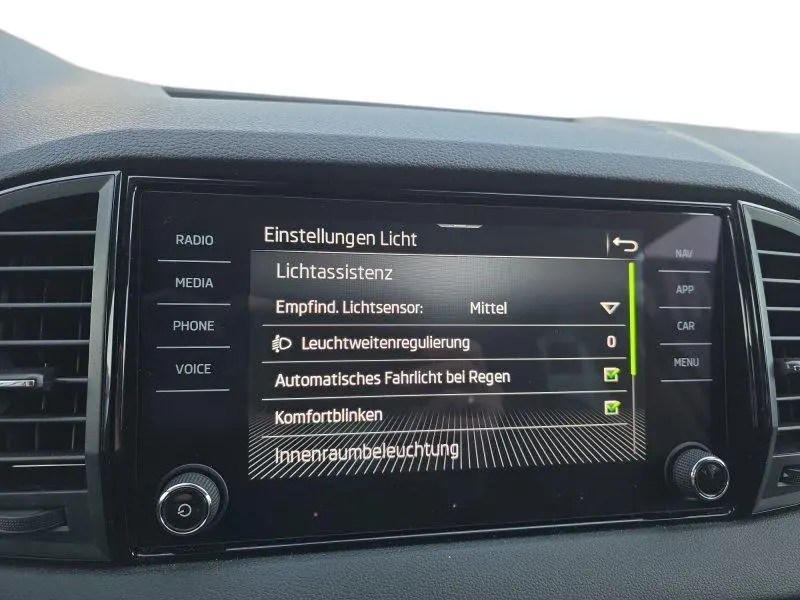 RADIO
MEDIA
PHONE
VOICE
Einstellungen Licht
Lichtassistenz
Empfind. Lichtsensor: Mittel
Leuchtweitenregulierung 0
Automatisches Fahrlicht bei Regen
Komfortblinken
Innenraumbeleuchtung
NAV
APP
CAR
MENU